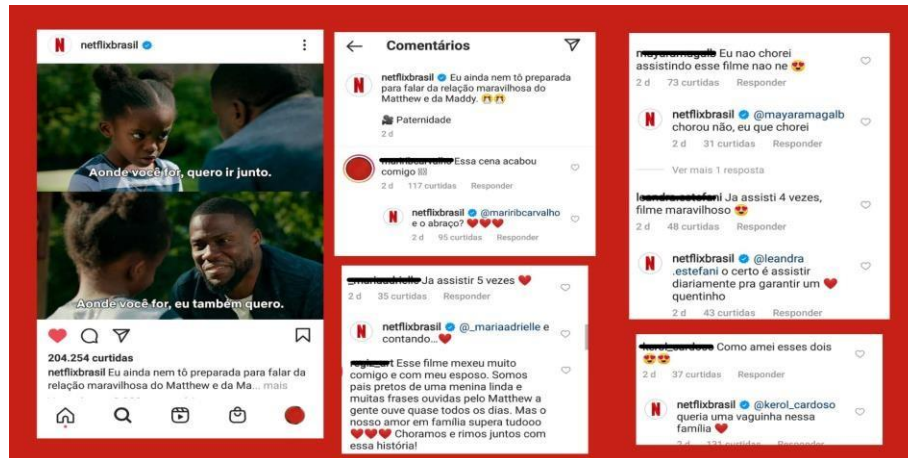 netflixbrasil
Aonde você for, quero ir junto.
Aonde você for, eu também quero.
204.254 curtidas
netflixbrasil Eu ainda nem tô preparada para falar da
relação maravilhosa do Matthew e da Ma... mais
Comentários
netflixbrasil Eu ainda nem tô preparada
para falar da relação maravilhosa do
Matthew e da Maddy.
Paternidade
2 d
Essa cena acabou
comigo
2 d 117 curtidas Responder
netflixbrasil @mariribcarvalho
e o abraço? ❤❤❤
2 d 95 curtidas Responder
Ja assistir 5 vezes ❤
2 d 35 curtidas Responder
netflixbrasil @_mariaadrielle e
contando...❤
Esse filme mexeu muito
comigo e com meu esposo. Somos
pais pretos de uma menina linda e
muitas frases ouvidas pelo Matthew a
gente ouve quase todos os dias. Mas o
nosso amor em família supera tudooo
❤❤❤ Choramos e rimos juntos com
essa história!
Eu nao chorei
assistindo esse filme nao ne 😍
2 d 73 curtidas Responder
netflixbrasil @mayaramagalb
chorou não, eu que chorei
2 d 31 curtidas Responder
Ver mais 1 resposta
Ja assisti 4 vezes,
filme maravilhoso 😍
2 d 48 curtidas Responder
netflixbrasil @leandra
.estefani o certo é assistir
diariamente pra garantir um ❤
quentinho
2 d 43 curtidas Responder
Como amei esses dois
😍😍
2 d 37 curtidas Responder
netflixbrasil @kerol_cardoso
queria uma vaguinha nessa
família ❤
2 d 131 curtidas Responder